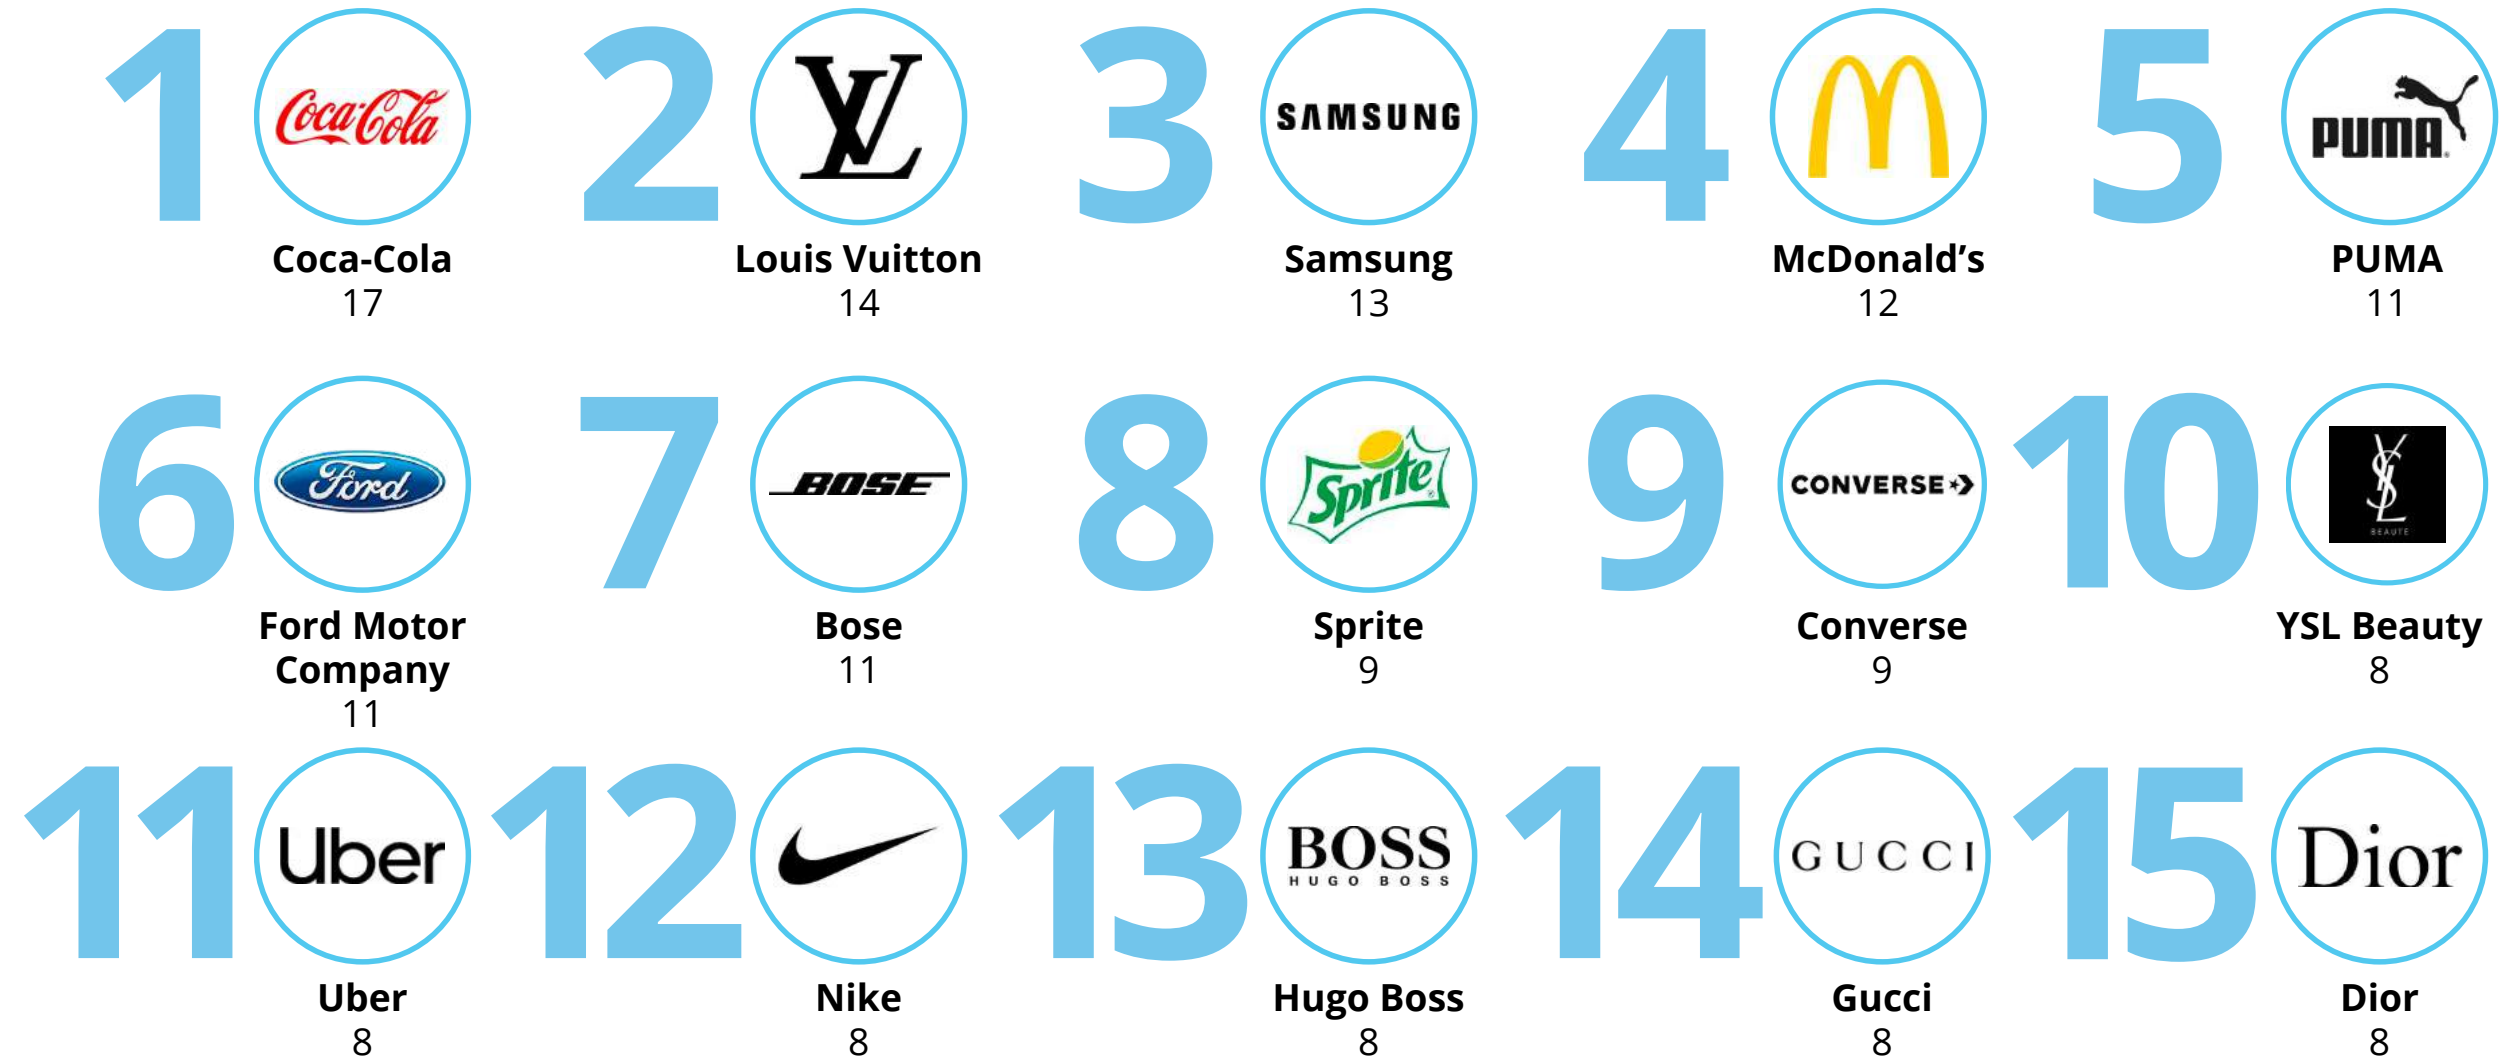 1 Coca-Cola 2 LV 3 SAMSUNG 4 M 5 PUMA
Coca-Cola Louis Vuitton Samsung McDonald’s PUMA
17 14 13 12 11
6 Ford 7 BOSE 8 Sprite 9 CONVERSE 10 YSL
BEAUTE
Ford Motor Bose Sprite Converse YSL Beauty
Company 11 9 9 8
11
11 Uber 12 13 BOSS 14 GUCCI 15 Dior
HUGO BOSS
Uber Nike Hugo Boss Gucci Dior
8 8 8 8 8